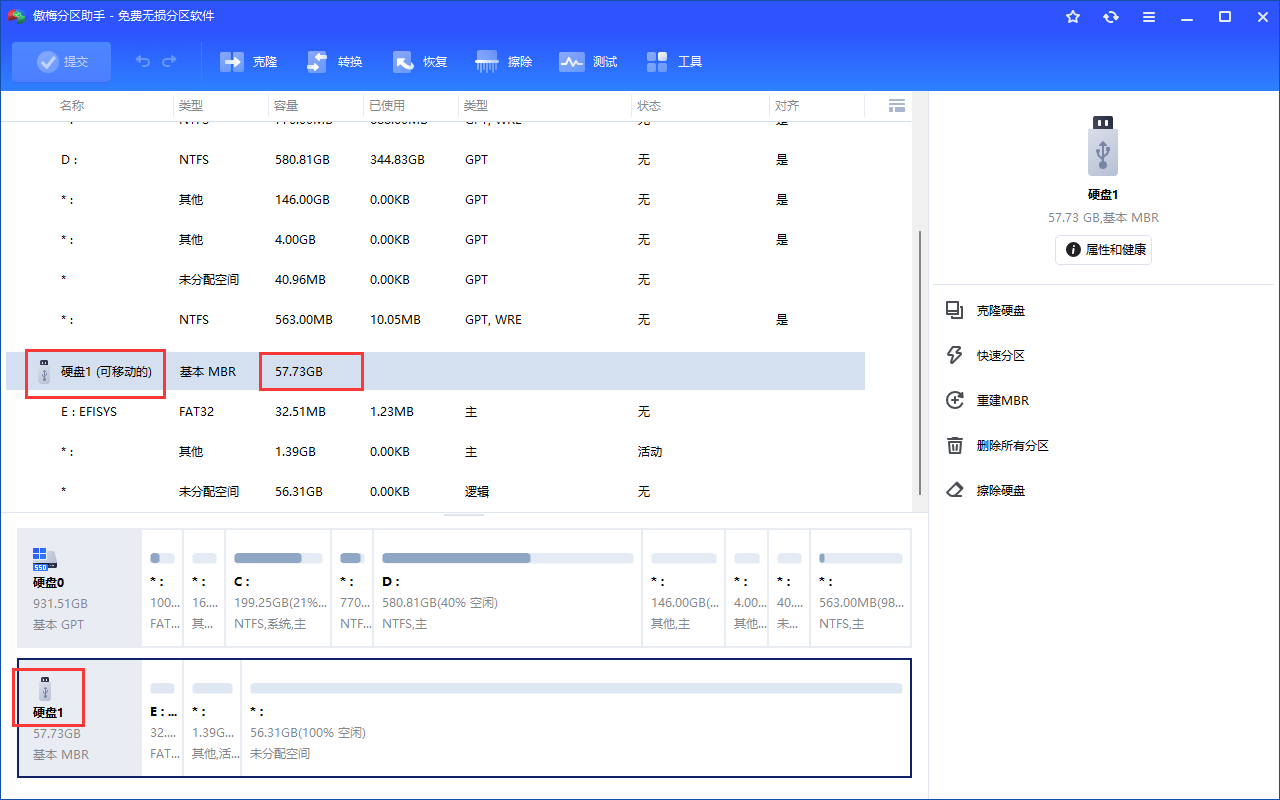 傲梅分区助手 - 免费无损分区软件
提交 克隆 转换 恢复 擦除 测试 工具
名称 类型 容量 已使用 类型 状态 对齐
D : NTFS 580.81GB 344.83GB GPT 无 是
* : 其他 146.00GB 0.00KB GPT 无 是
* : 其他 4.00GB 0.00KB GPT 无 是
* 未分配空间 40.96MB 0.00KB GPT 无
* : NTFS 563.00MB 10.05MB GPT, WRE 无 是
硬盘1 (可移动的) 基本 MBR 57.73GB
E : EFISYS FAT32 32.51MB 1.23MB 主 无
* : 其他 1.39GB 0.00KB 主 活动
* 未分配空间 56.31GB 0.00KB 逻辑 无
SSD
硬盘0
931.51GB
基本 GPT
* :
100...
FAT...
* :
16....
其...
C :
199.25GB(21%...
NTFS,系统,主
* :
770...
NTF...
D :
580.81GB(40% 空闲)
NTFS,主
* :
146.00GB(...
其他,主
* :
4.00...
其他...
* :
40....
未...
* :
563.00MB(98...
NTFS,主
硬盘1
57.73GB
基本 MBR
E : ...
32....
FAT...
* :
1.39G...
其他,活...
* :
56.31GB(100% 空闲)
未分配空间
硬盘1
57.73 GB,基本 MBR
属性和健康
克隆硬盘
快速分区
重建MBR
删除所有分区
擦除硬盘